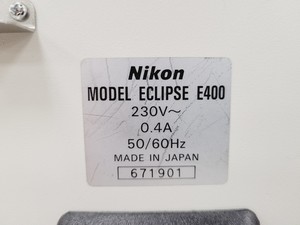 Nikon
MODEL ECLIPSE E400
230V~
0.4A
50/60Hz
MADE IN JAPAN
671901